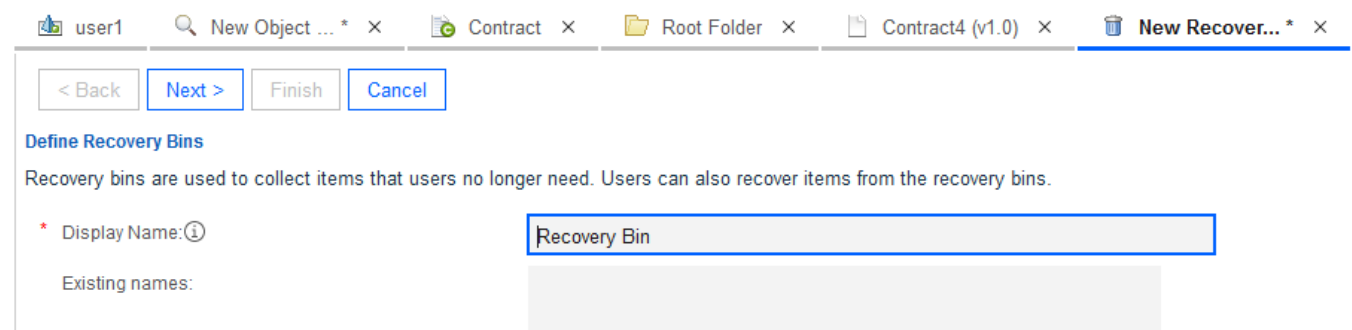 user1 New Object ... * × Contract × Root Folder × Contract4 (v1.0) × New Recover... * ×
< Back Next > Finish Cancel
Define Recovery Bins
Recovery bins are used to collect items that users no longer need. Users can also recover items from the recovery bins.
* Display Name: Recovery Bin
Existing names: